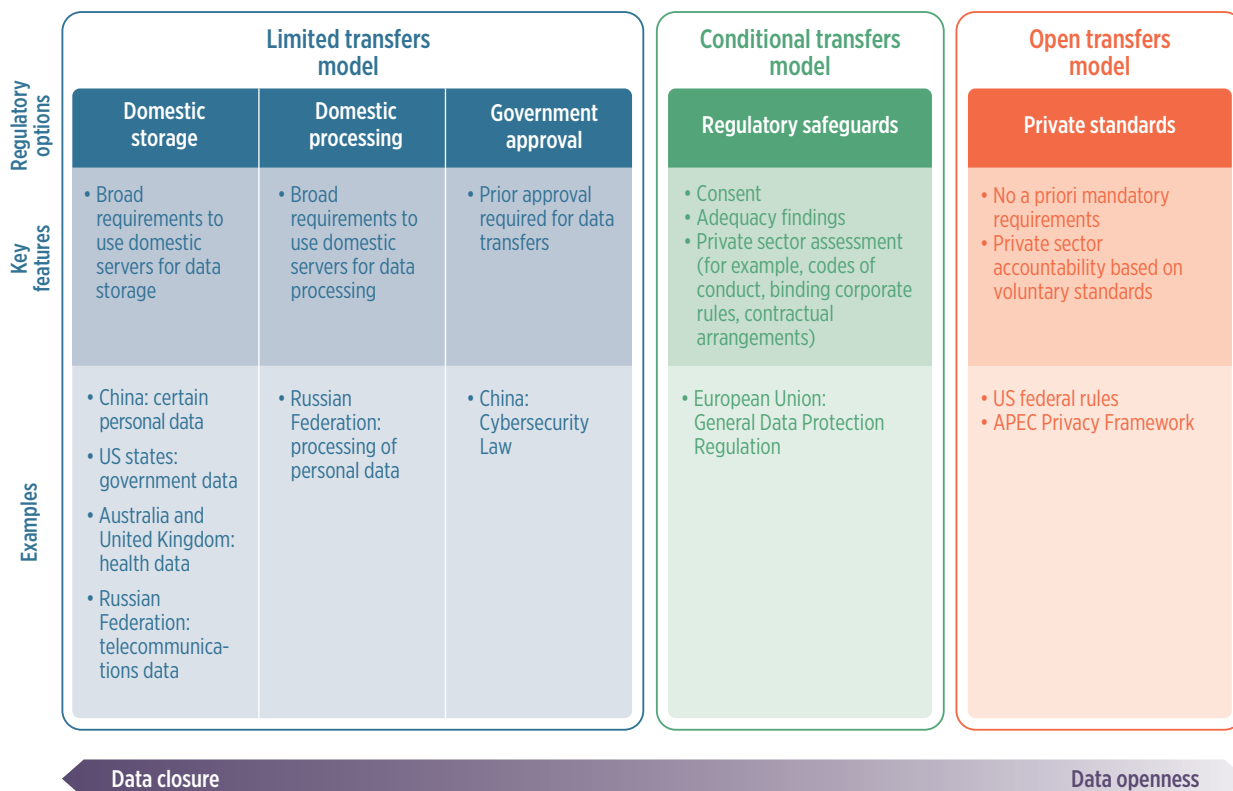 Limited transfers
model
Conditional transfers
model
Open transfers
model
Regulatory
options
Domestic
storage
Domestic
processing
Government
approval
Regulatory safeguards
Private standards
Key
features
• Broad
requirements to
use domestic
servers for data
storage
• Broad
requirements to
use domestic
servers for data
processing
• Prior approval
required for data
transfers
• Consent
• Adequacy findings
• Private sector assessment
(for example, codes of
conduct, binding corporate
rules, contractual
arrangements)
• No a priori mandatory
requirements
• Private sector
accountability based on
voluntary standards
Examples
• China: certain
personal data
• US states:
government data
• Australia and
United Kingdom:
health data
• Russian
Federation:
telecommunica-
tions data
• Russian
Federation:
processing of
personal data
• China:
Cybersecurity
Law
• European Union:
General Data Protection
Regulation
• US federal rules
• APEC Privacy Framework
Data closure
Data openness